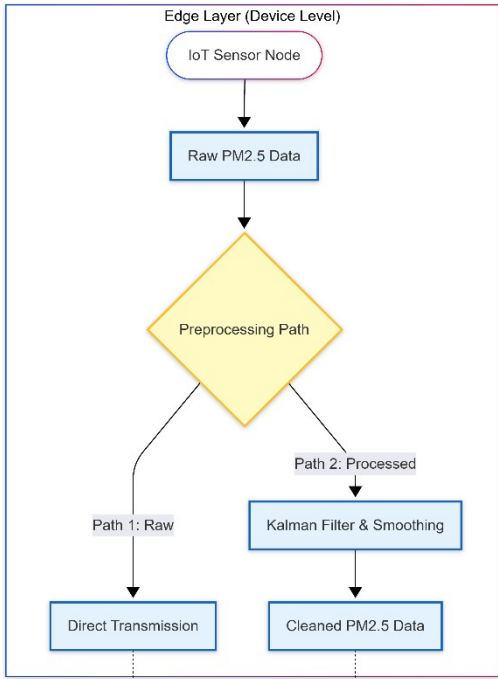 Edge Layer (Device Level)
IoT Sensor Node
Raw PM2.5 Data
Preprocessing Path
Path 2: Processed
Kalman Filter & Smoothing
Path 1: Raw
Direct Transmission
Cleaned PM2.5 Data